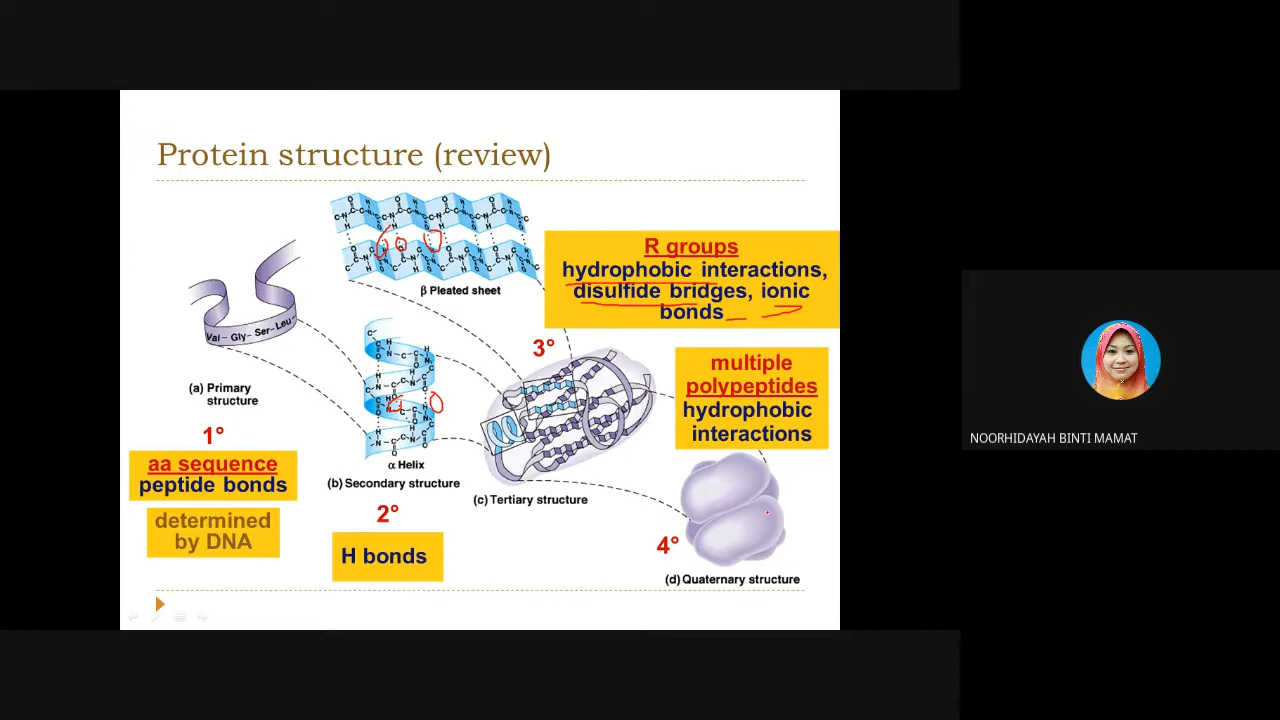 Protein structure (review)
β Pleated sheet
R groups
hydrophobic interactions,
disulfide bridges, ionic
bonds
Val – Gly – Ser – Leu
3°
multiple
polypeptides
hydrophobic
interactions
(a) Primary
structure
1°
aa sequence
peptide bonds
determined
by DNA
α Helix
(b) Secondary structure
2°
H bonds
(c) Tertiary structure
4°
(d) Quaternary structure
NOORHIDAYAH BINTI MAMAT